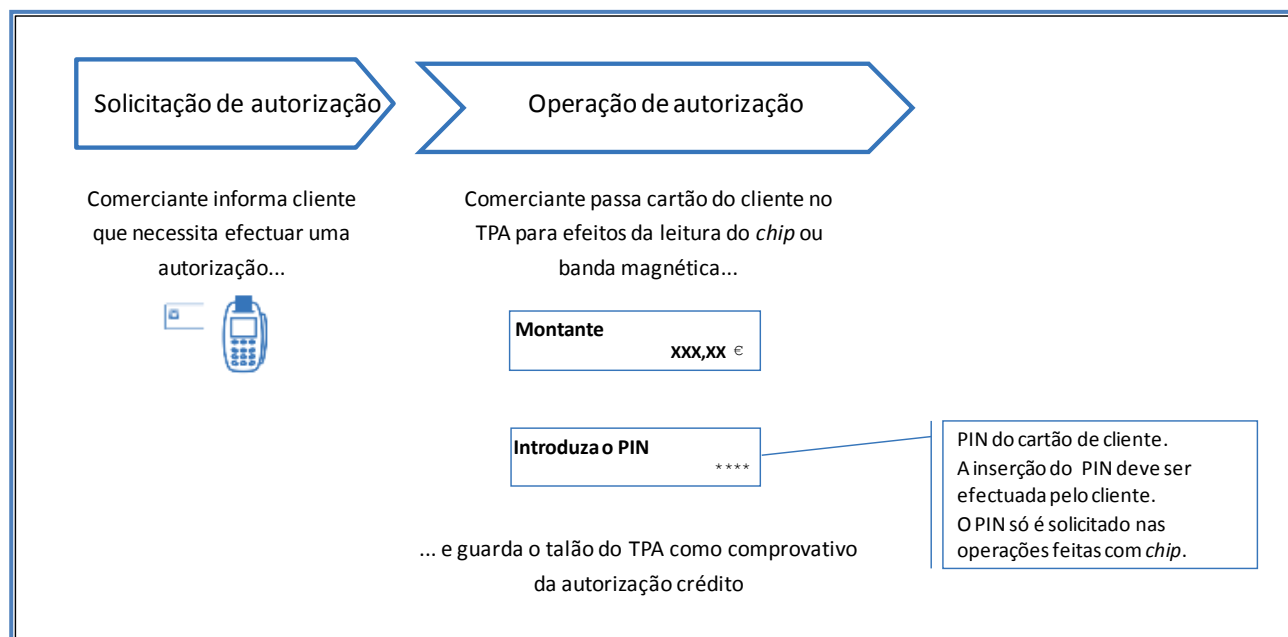 Solicitação de autorização
Operação de autorização
Comerciante informa cliente
que necessita efectuar uma
autorização...
Comerciante passa cartão do cliente no
TPA para efeitos da leitura do chip ou
banda magnética...
Montante
XXX,XX €
Introduza o PIN
****
PIN do cartão de cliente.
A inserção do PIN deve ser
efectuada pelo cliente.
O PIN só é solicitado nas
operações feitas com chip.
... e guarda o talão do TPA como comprovativo
da autorização crédito